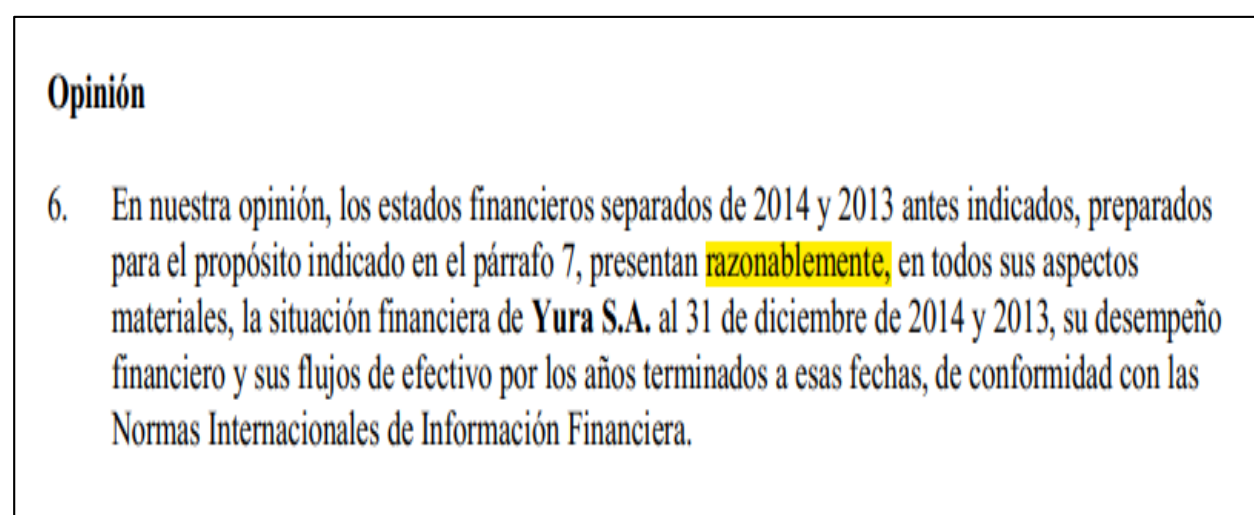 Opinión
6. En nuestra opinión, los estados financieros separados de 2014 y 2013 antes indicados, preparados
para el propósito indicado en el párrafo 7, presentan razonablemente, en todos sus aspectos
materiales, la situación financiera de Yura S.A. al 31 de diciembre de 2014 y 2013, su desempeño
financiero y sus flujos de efectivo por los años terminados a esas fechas, de conformidad con las
Normas Internacionales de Información Financiera.